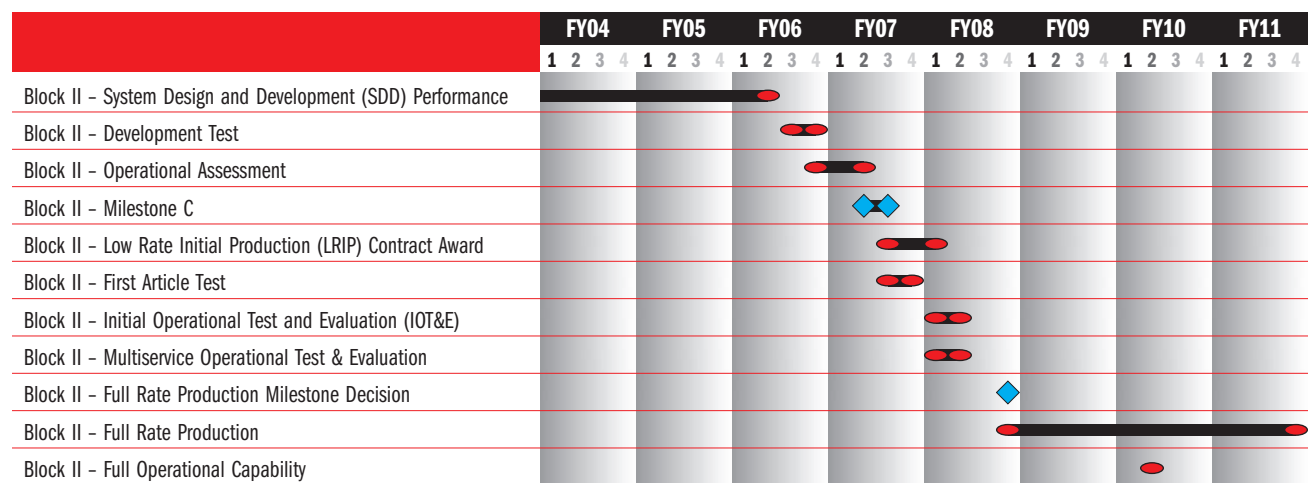 FY04 FY05 FY06 FY07 FY08 FY09 FY10 FY11
1 2 3 4 1 2 3 4 1 2 3 4 1 2 3 4 1 2 3 4 1 2 3 4 1 2 3 4 1 2 3 4
Block II – System Design and Development (SDD) Performance
Block II – Development Test
Block II – Operational Assessment
Block II – Milestone C
Block II – Low Rate Initial Production (LRIP) Contract Award
Block II – First Article Test
Block II – Initial Operational Test and Evaluation (IOT&E)
Block II – Multiservice Operational Test & Evaluation
Block II – Full Rate Production Milestone Decision
Block II – Full Rate Production
Block II – Full Operational Capability